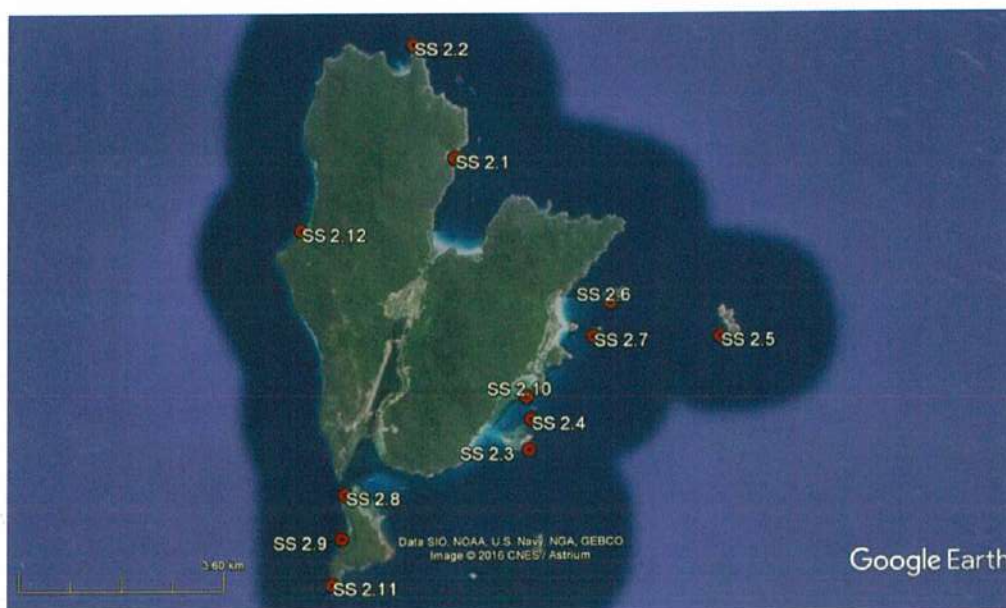 SS 2.2
SS 2.1
SS 2.12
SS 2.6
SS 2.7
SS 2.5
SS 2.10
SS 2.4
SS 2.3
SS 2.8
SS 2.9
Data SIO, NOAA, U.S. Navy, NGA, GEBCO
Image © 2016 CNES / Astrium
Google Earth
3.60 km
SS 2.11